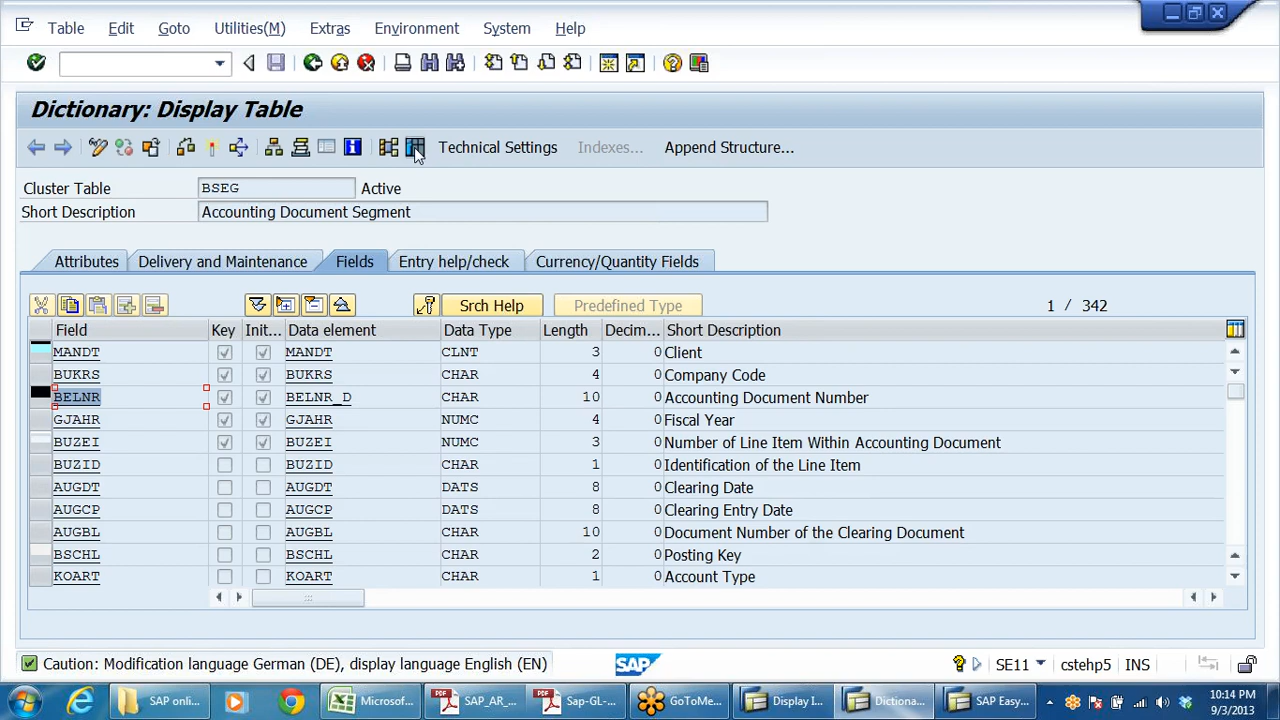 Table Edit Goto Utilities(M) Extras Environment System Help
Dictionary: Display Table
Technical Settings Indexes... Append Structure...
Cluster Table BSEG Active
Short Description Accounting Document Segment
Attributes Delivery and Maintenance Fields Entry help/check Currency/Quantity Fields
Srch Help Predefined Type 1 / 342
Field Key Init... Data element Data Type Length Decim... Short Description
MANDT MANDT CLNT 3 0 Client
BUKRS BUKRS CHAR 4 0 Company Code
BELNR BELNR_D CHAR 10 0 Accounting Document Number
GJAHR GJAHR NUMC 4 0 Fiscal Year
BUZEI BUZEI NUMC 3 0 Number of Line Item Within Accounting Document
BUZID BUZID CHAR 1 0 Identification of the Line Item
AUGDT AUGDT DATS 8 0 Clearing Date
AUGCP AUGCP DATS 8 0 Clearing Entry Date
AUGBL AUGBL CHAR 10 0 Document Number of the Clearing Document
BSCHL BSCHL CHAR 2 0 Posting Key
KOART KOART CHAR 1 0 Account Type
Caution: Modification language German (DE), display language English (EN) SAP SE11 cstehp5 INS
SAP onli... Microsof... SAP_AR_... Sap-GL-... GoToMe... Display I... Dictiona... SAP Easy... 10:14 PM
9/3/2013